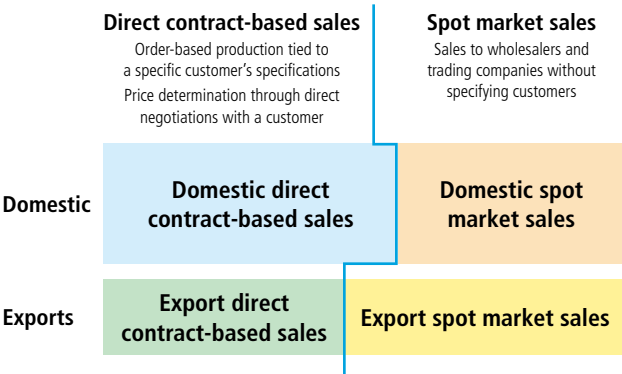 Direct contract-based sales
Order-based production tied to
a specific customer’s specifications
Price determination through direct
negotiations with a customer
Spot market sales
Sales to wholesalers and
trading companies without
specifying customers
Domestic
Domestic direct
contract-based sales
Domestic spot
market sales
Exports
Export direct
contract-based sales
Export spot market sales